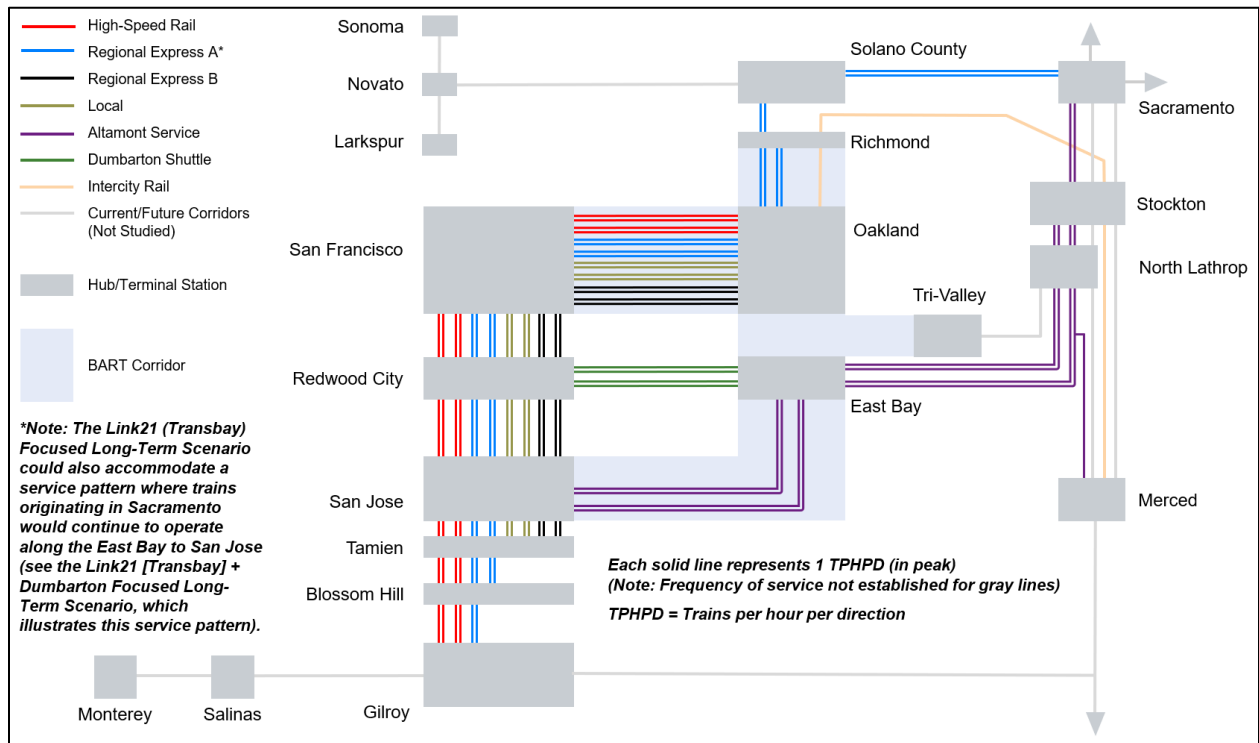 High-Speed Rail
Regional Express A*
Regional Express B
Local
Altamont Service
Dumbarton Shuttle
Intercity Rail
Current/Future Corridors
(Not Studied)
Hub/Terminal Station
BART Corridor
*Note: The Link21 (Transbay)
Focused Long-Term Scenario
could also accommodate a
service pattern where trains
originating in Sacramento
would continue to operate
along the East Bay to San Jose
(see the Link21 [Transbay] +
Dumbarton Focused Long-
Term Scenario, which
illustrates this service pattern).
Sonoma
Novato
Larkspur
Solano County
Sacramento
Richmond
San Francisco
Oakland
Stockton
North Lathrop
Tri-Valley
Redwood City
East Bay
San Jose
Merced
Tamien
Blossom Hill
Each solid line represents 1 TPHPD (in peak)
(Note: Frequency of service not established for gray lines)
TPHPD = Trains per hour per direction
Monterey
Salinas
Gilroy